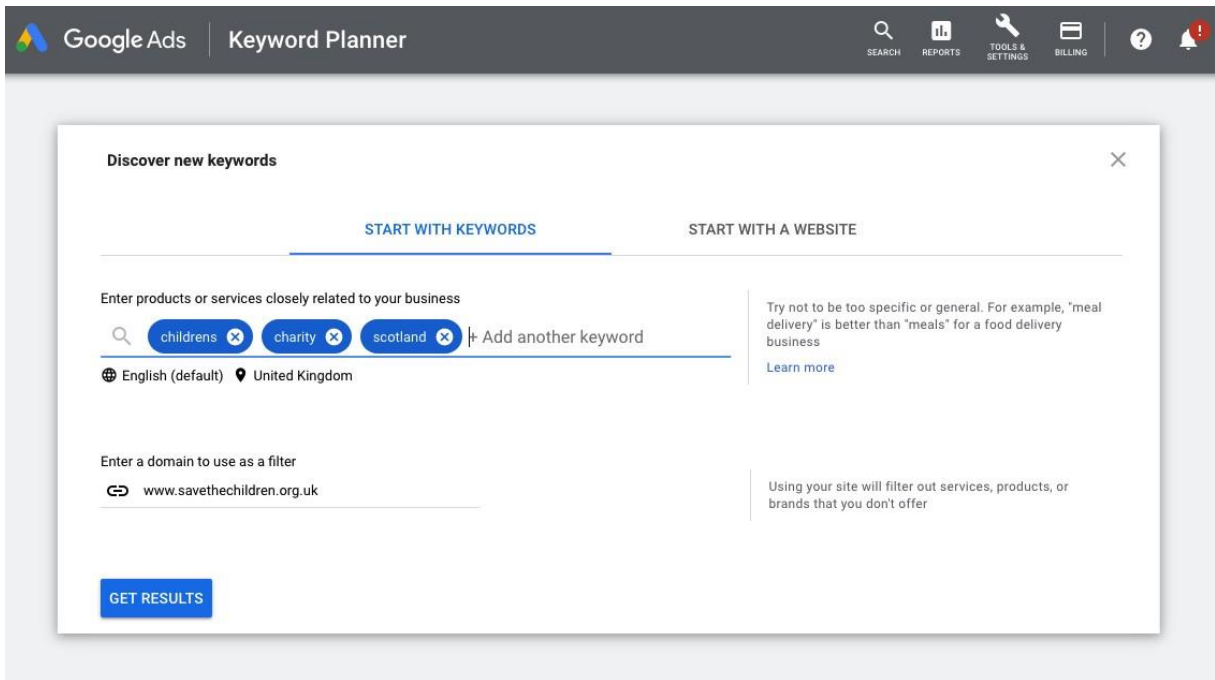 Google Ads
Keyword Planner
SEARCH
REPORTS
TOOLS &
SETTINGS
BILLING
?
!
Discover new keywords
START WITH KEYWORDS
START WITH A WEBSITE
Enter products or services closely related to your business
childrens
charity
scotland
+ Add another keyword
English (default)
United Kingdom
Try not to be too specific or general. For example, "meal
delivery" is better than "meals" for a food delivery
business
Learn more
Enter a domain to use as a filter
www.savethechildren.org.uk
Using your site will filter out services, products, or
brands that you don't offer
GET RESULTS